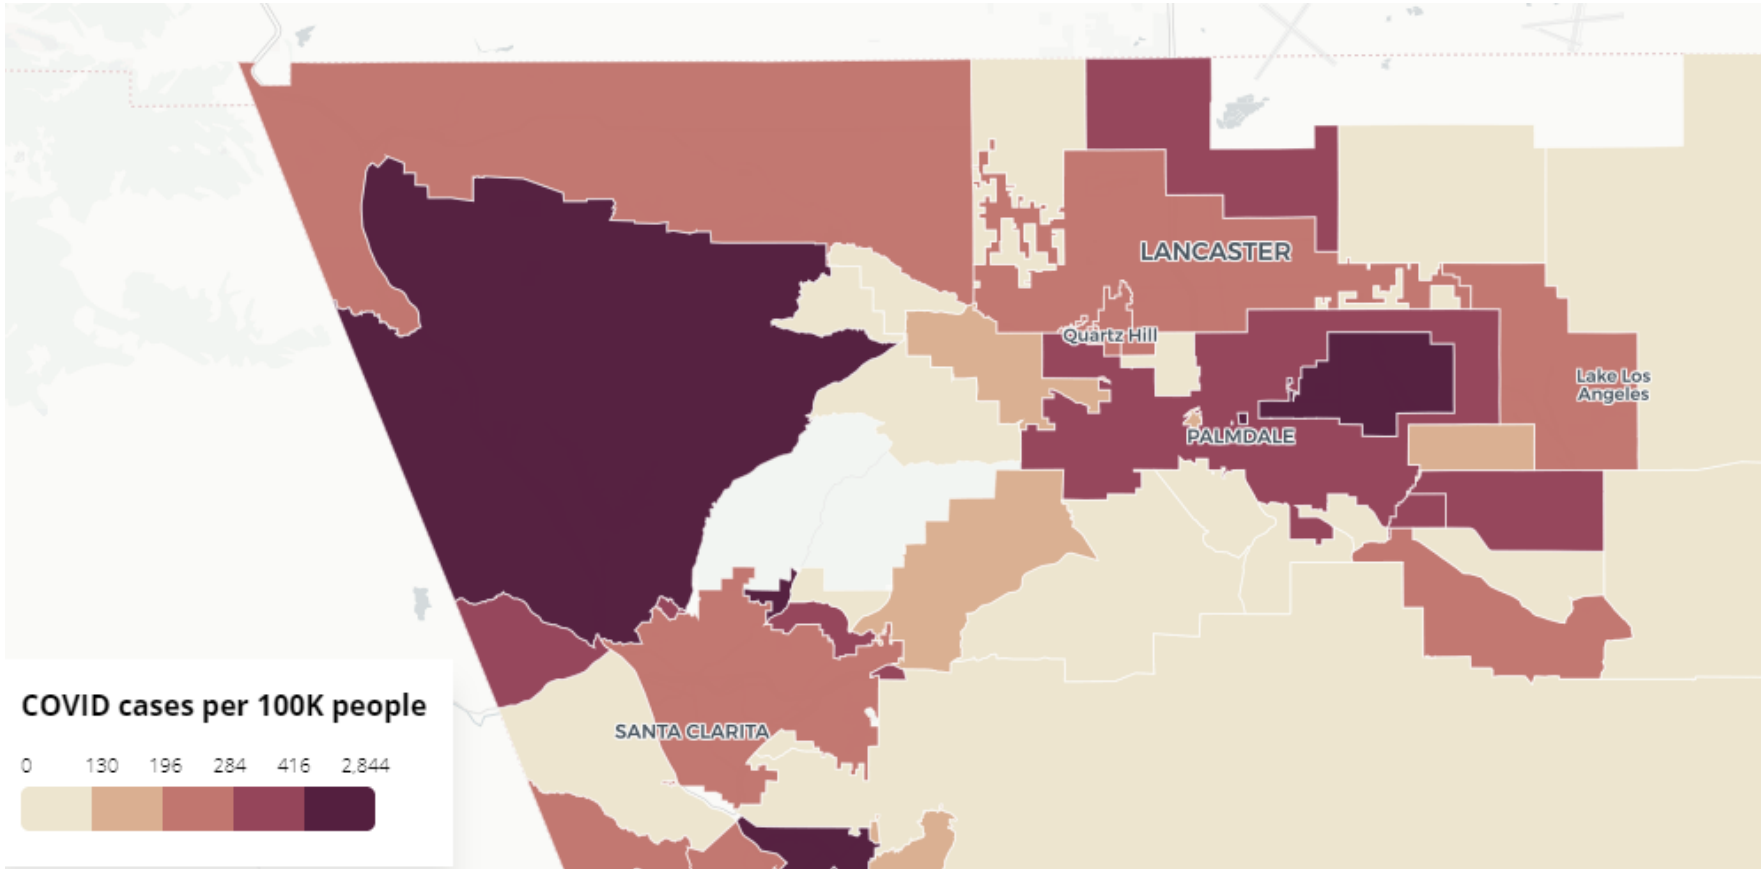 LANCASTER
Quartz Hill
Lake Los
Angeles
PALMDALE
SANTA CLARITA
COVID cases per 100K people
0 130 196 284 416 2,844